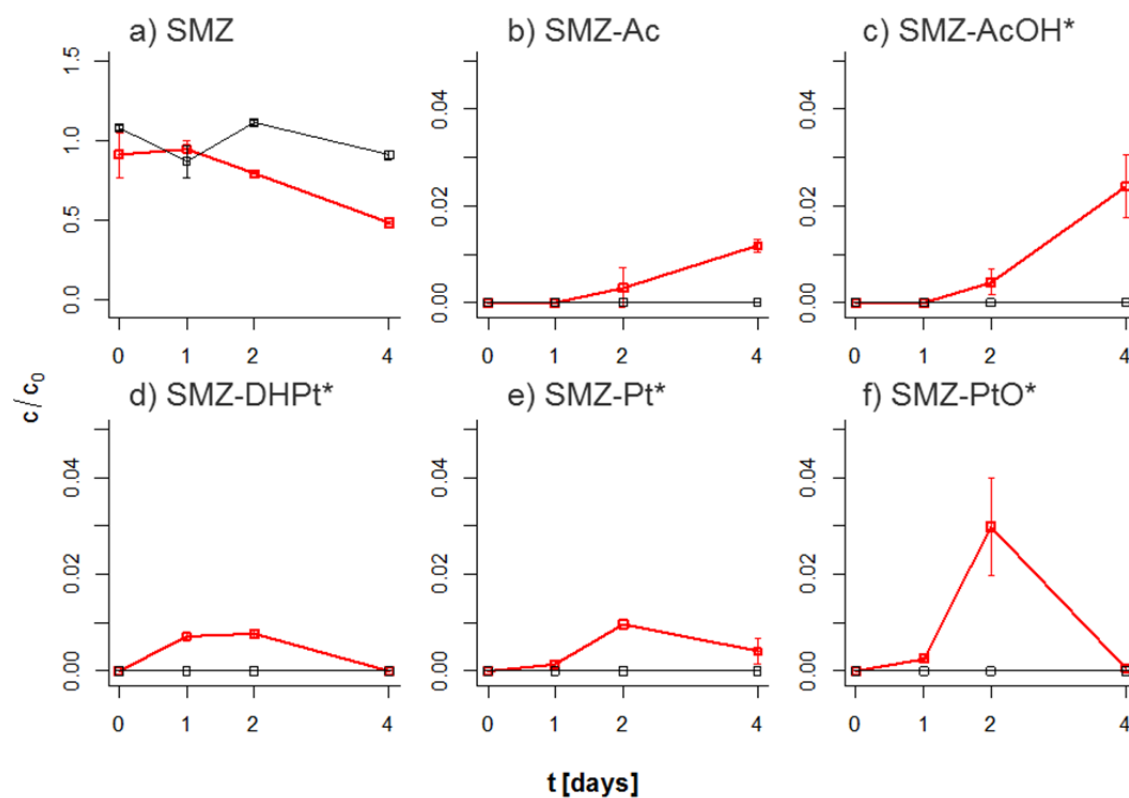 a) SMZ
b) SMZ-Ac
c) SMZ-AcOH*
1.5
1.0
0.5
0.0
0 1 2 4
0.04
0.02
0.00
0 1 2 4
0.04
0.02
0.00
0 1 2 4
c / c0
d) SMZ-DHPt*
e) SMZ-Pt*
f) SMZ-PtO*
0.04
0.02
0.00
0 1 2 4
0.04
0.02
0.00
0 1 2 4
0.04
0.02
0.00
0 1 2 4
t [days]